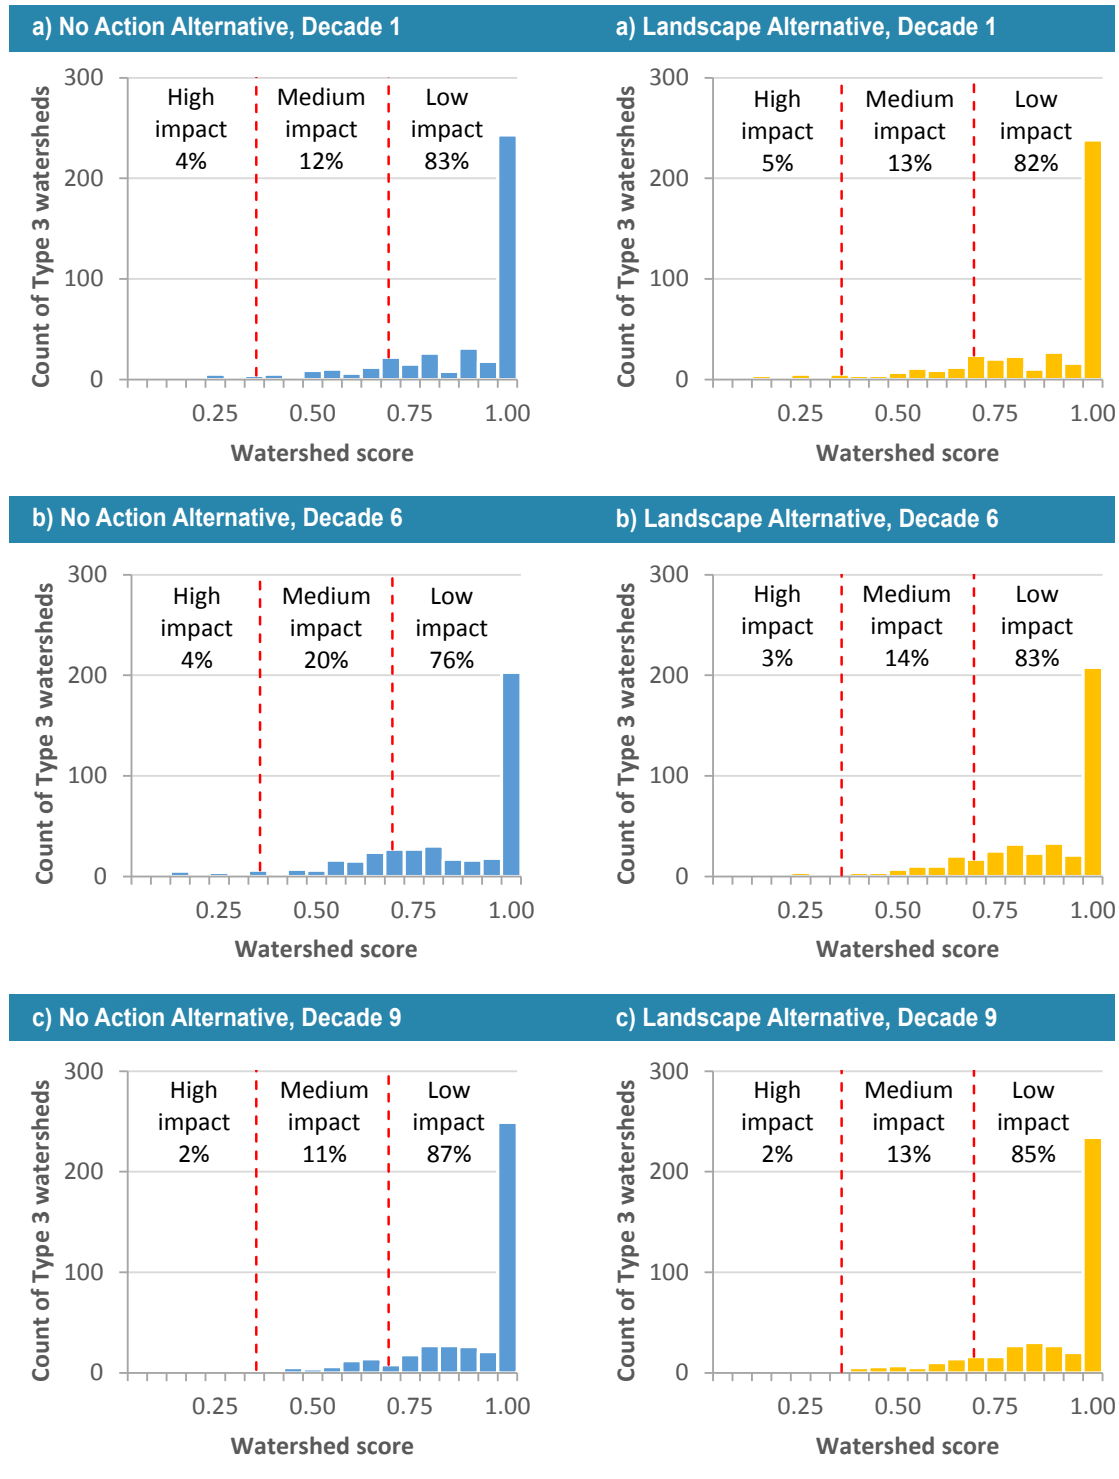 a) No Action Alternative, Decade 1
300
200
100
0
Count of Type 3 watersheds
High
impact
4%
Medium
impact
12%
Low
impact
83%
0.25 0.50 0.75 1.00
Watershed score
a) Landscape Alternative, Decade 1
300
200
100
0
Count of Type 3 watersheds
High
impact
5%
Medium
impact
13%
Low
impact
82%
0.25 0.50 0.75 1.00
Watershed score
b) No Action Alternative, Decade 6
300
200
100
0
Count of Type 3 watersheds
High
impact
4%
Medium
impact
20%
Low
impact
76%
0.25 0.50 0.75 1.00
Watershed score
b) Landscape Alternative, Decade 6
300
200
100
0
Count of Type 3 watersheds
High
impact
3%
Medium
impact
14%
Low
impact
83%
0.25 0.50 0.75 1.00
Watershed score
c) No Action Alternative, Decade 9
300
200
100
0
Count of Type 3 watersheds
High
impact
2%
Medium
impact
11%
Low
impact
87%
0.25 0.50 0.75 1.00
Watershed score
c) Landscape Alternative, Decade 9
300
200
100
0
Count of Type 3 watersheds
High
impact
2%
Medium
impact
13%
Low
impact
85%
0.25 0.50 0.75 1.00
Watershed score